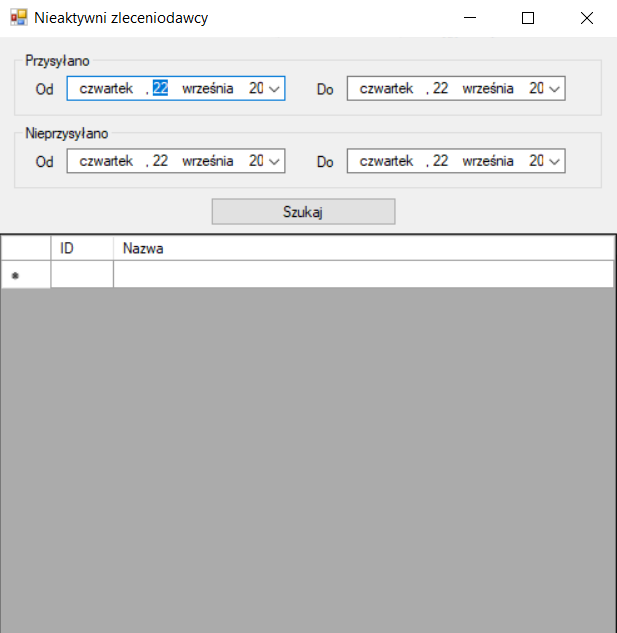 Nieaktywni zleceniodawcy
Przysyłano
Od czwartek , 22 września 20 Do czwartek , 22 września 20
Nieprzysyłano
Od czwartek , 22 września 20 Do czwartek , 22 września 20
Szukaj
ID Nazwa